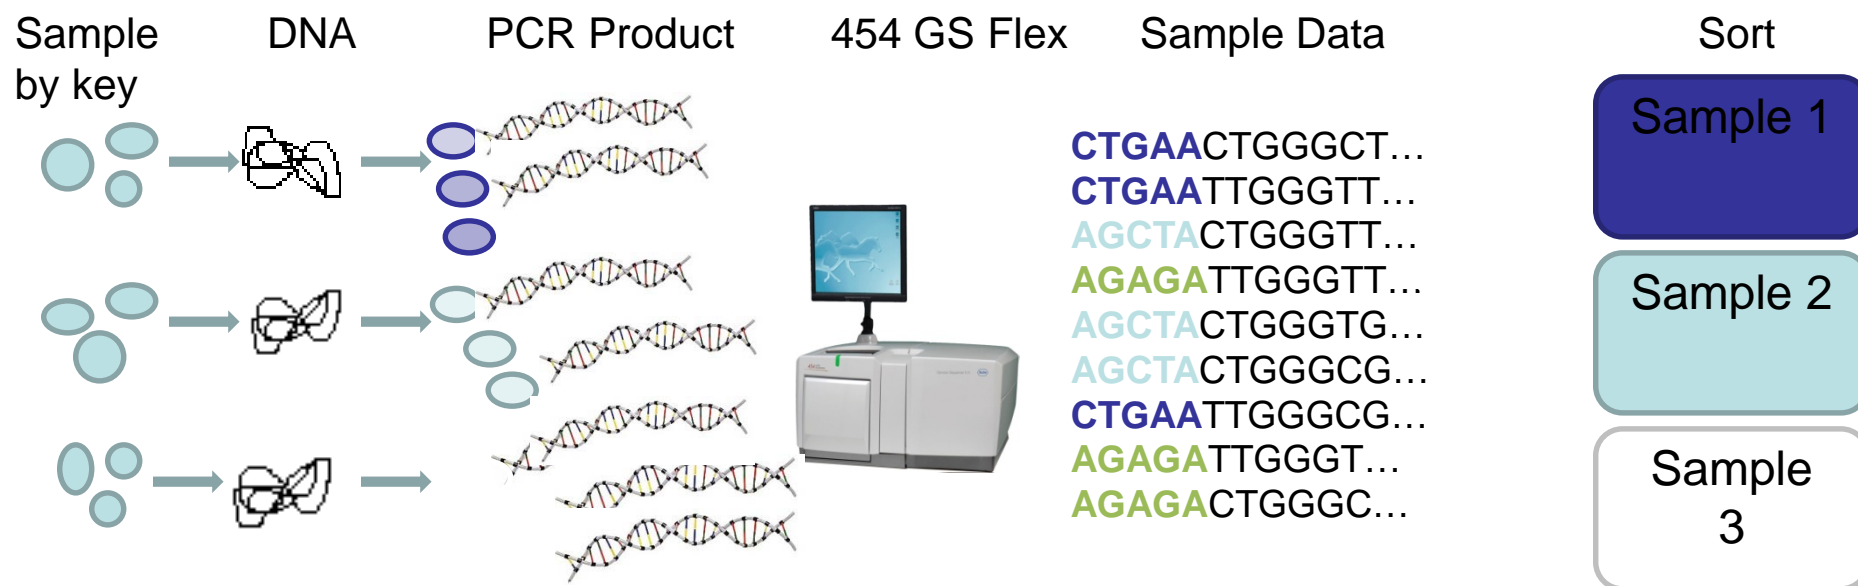 Sample
by key
DNA
PCR Product
454 GS Flex
Sample Data
Sort
CTGAACTGGGCT…
CTGAATTGGGTT…
AGCTACTGGGTT…
AGAGATTGGGTT…
AGCTACTGGGTG…
AGCTACTGGGCG…
CTGAATTGGGCG…
AGAGATTGGGT…
AGAGACTGGGC…
Sample 1
Sample 2
Sample
3